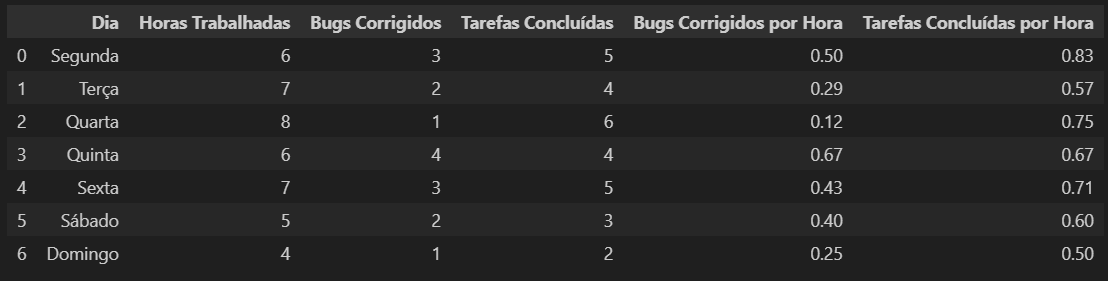 Dia Horas Trabalhadas Bugs Corrigidos Tarefas Concluídas Bugs Corrigidos por Hora Tarefas Concluídas por Hora
0 Segunda 6 3 5 0.50 0.83
1 Terça 7 2 4 0.29 0.57
2 Quarta 8 1 6 0.12 0.75
3 Quinta 6 4 4 0.67 0.67
4 Sexta 7 3 5 0.43 0.71
5 Sábado 5 2 3 0.40 0.60
6 Domingo 4 1 2 0.25 0.50